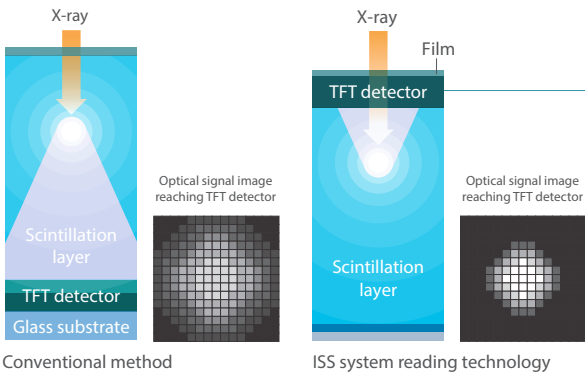 X-ray
Scintillation
layer
TFT detector
Glass substrate
Optical signal image
reaching TFT detector
Conventional method
X-ray
Film
TFT detector
Scintillation
layer
Optical signal image
reaching TFT detector
ISS system reading technology